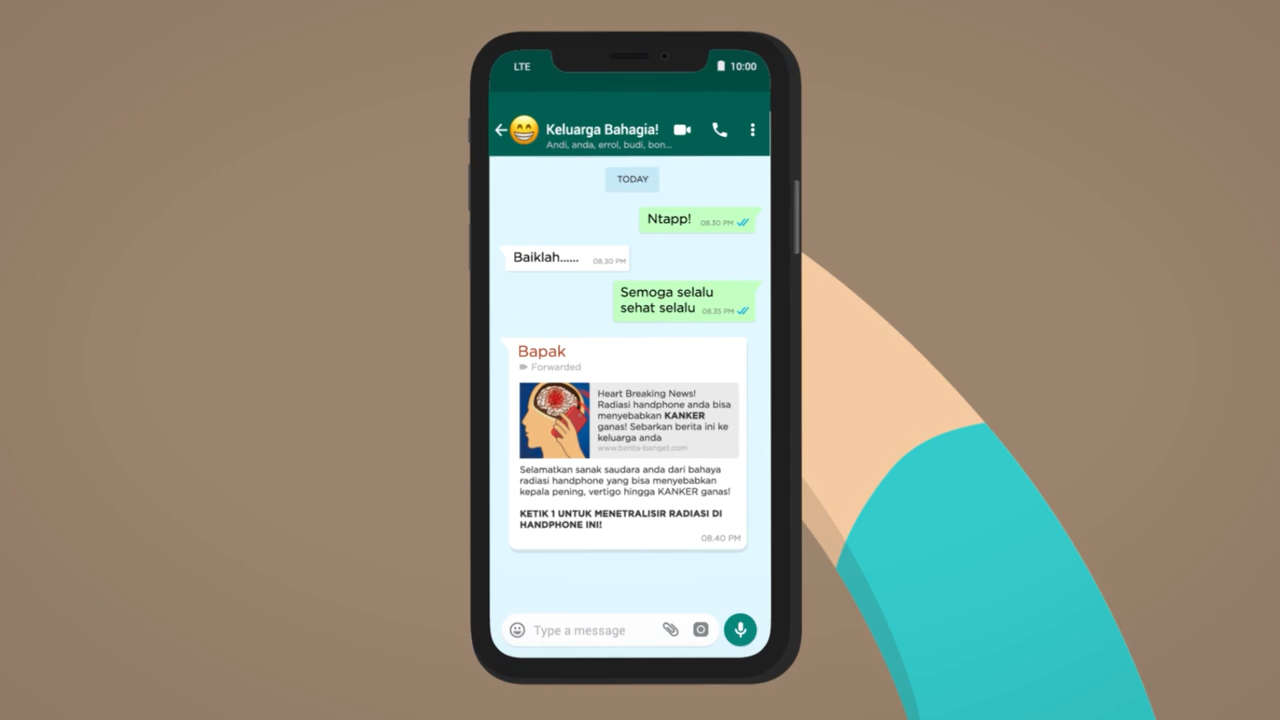 LTE
10:00
Keluarga Bahagia!
Andi, anda, errol, budi, bon...
TODAY
Ntapp! 08.30 PM
Baiklah...... 08.30 PM
Semoga selalu
sehat selalu 08.35 PM
Bapak
Forwarded
Heart Breaking News!
Radiasi handphone anda bisa
menyebabkan KANKER
ganas! Sebarkan berita ini ke
keluarga anda
www.berita-banget.com
Selamatkan sanak saudara anda dari bahaya
radiasi handphone yang bisa menyebabkan
kepala pening, vertigo hingga KANKER ganas!
KETIK 1 UNTUK MENETRALISIR RADIASI DI
HANDPHONE INI!
08.40 PM
Type a message